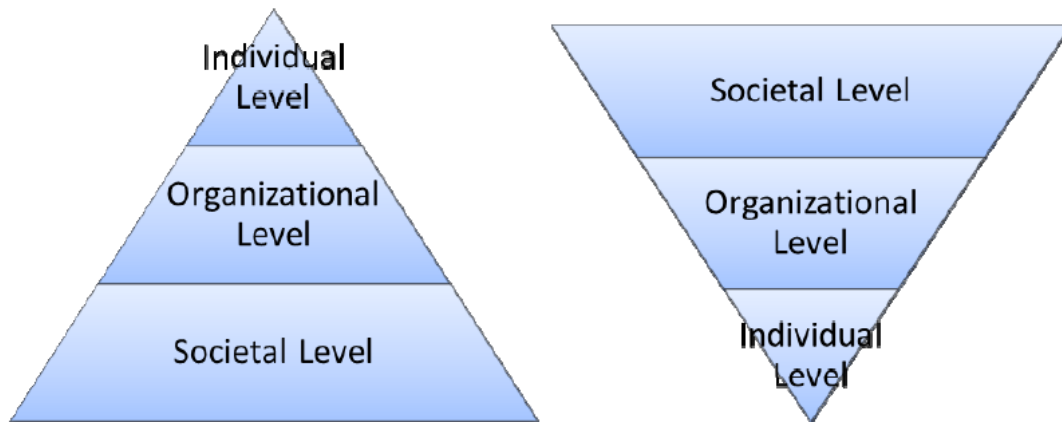 Individual
Level
Organizational
Level
Societal Level
Societal Level
Organizational
Level
Individual
Level